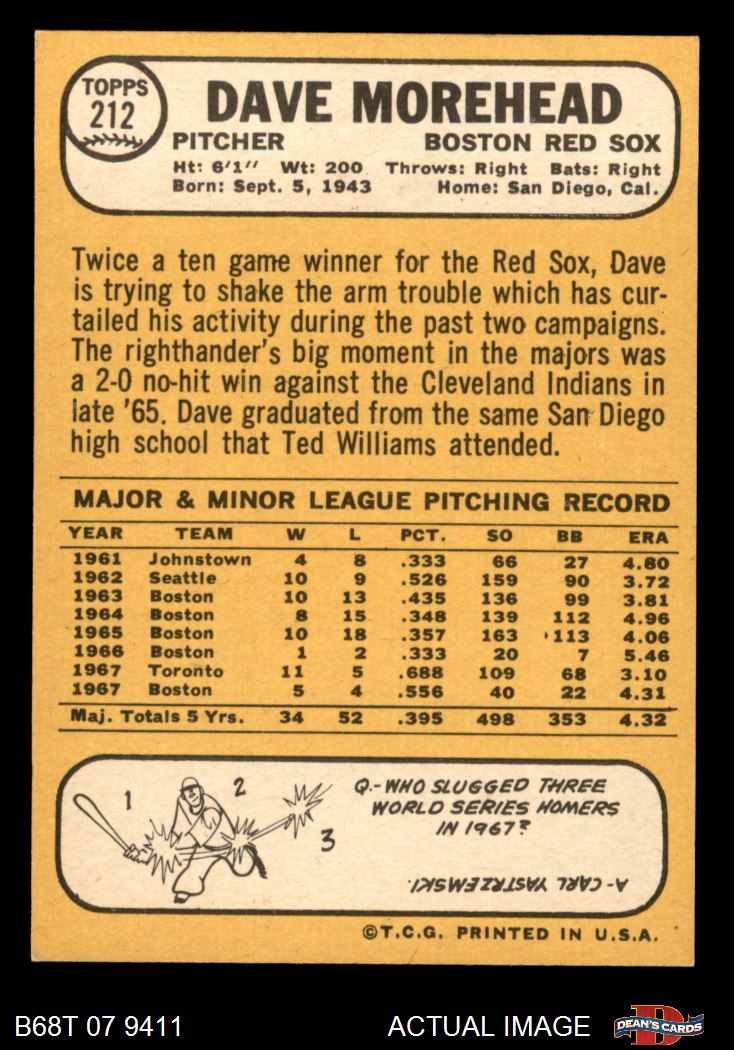 TOPPS
212
DAVE MOREHEAD
PITCHER BOSTON RED SOX
Ht: 6'1" Wt: 200 Throws: Right Bats: Right
Born: Sept. 5, 1943 Home: San Diego, Cal.
Twice a ten game winner for the Red Sox, Dave
is trying to shake the arm trouble which has cur-
tailed his activity during the past two campaigns.
The righthander's big moment in the majors was
a 2-0 no-hit win against the Cleveland Indians in
late '65. Dave graduated from the same San Diego
high school that Ted Williams attended.
MAJOR & MINOR LEAGUE PITCHING RECORD
YEAR TEAM W L PCT. SO BB ERA
1961 Johnstown 4 8 .333 66 27 4.80
1962 Seattle 10 9 .526 159 90 3.72
1963 Boston 10 13 .435 136 99 3.81
1964 Boston 8 15 .348 139 112 4.96
1965 Boston 10 18 .357 163 113 4.06
1966 Boston 1 2 .333 20 7 5.46
1967 Toronto 11 5 .688 109 68 3.10
1967 Boston 5 4 .556 40 22 4.31
Maj. Totals 5 Yrs. 34 52 .395 498 353 4.32
1 2 3
Q.-WHO SLUGGED THREE
WORLD SERIES HOMERS
IN 1967?
A-CARL YASTRZEMSKI.
©T.C.G. PRINTED IN U.S.A.
B68T 07 9411 ACTUAL IMAGE D DEAN'S CARDS